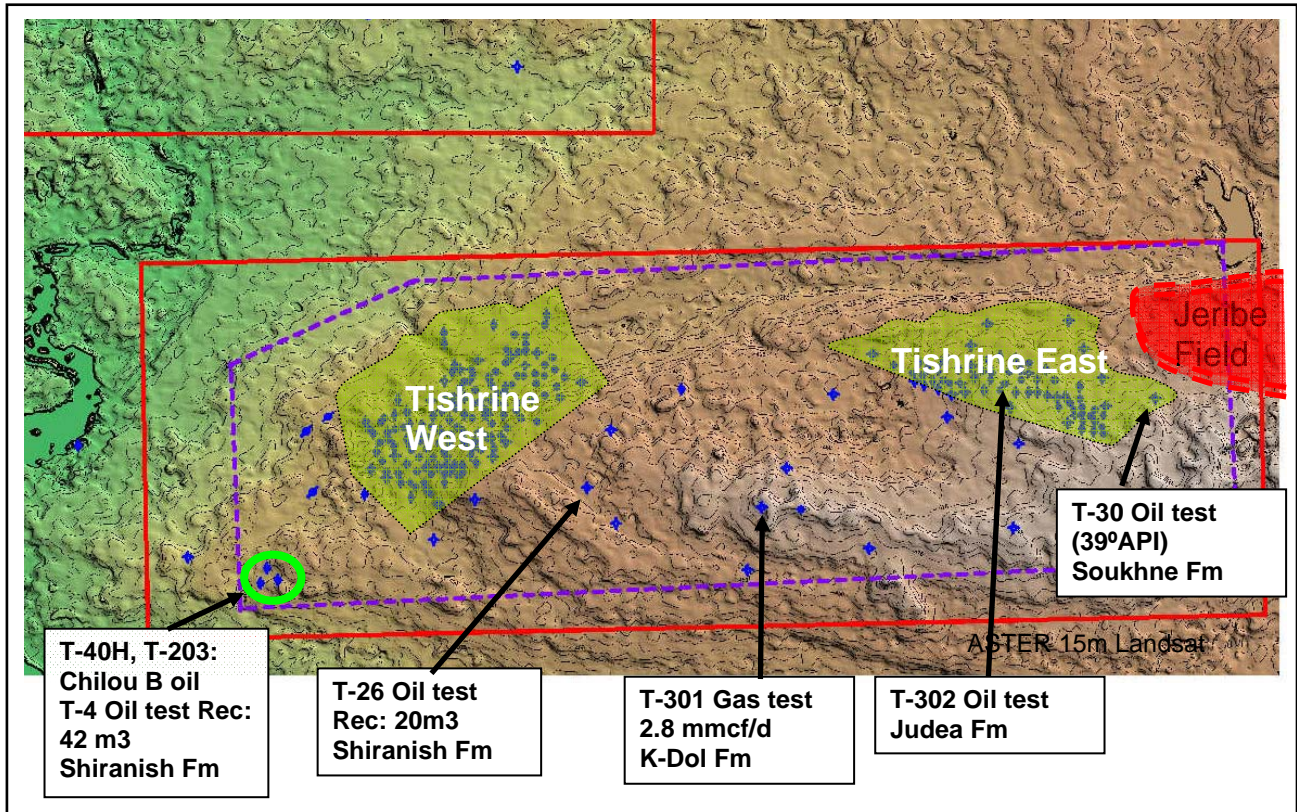 Jeribe
Field
Tishrine East
Tishrine
West
T-30 Oil test
(39ºAPI)
Soukhne Fm
ASTER 15m Landsat
T-40H, T-203:
Chilou B oil
T-4 Oil test Rec:
42 m3
Shiranish Fm
T-26 Oil test
Rec: 20m3
Shiranish Fm
T-301 Gas test
2.8 mmcf/d
K-Dol Fm
T-302 Oil test
Judea Fm